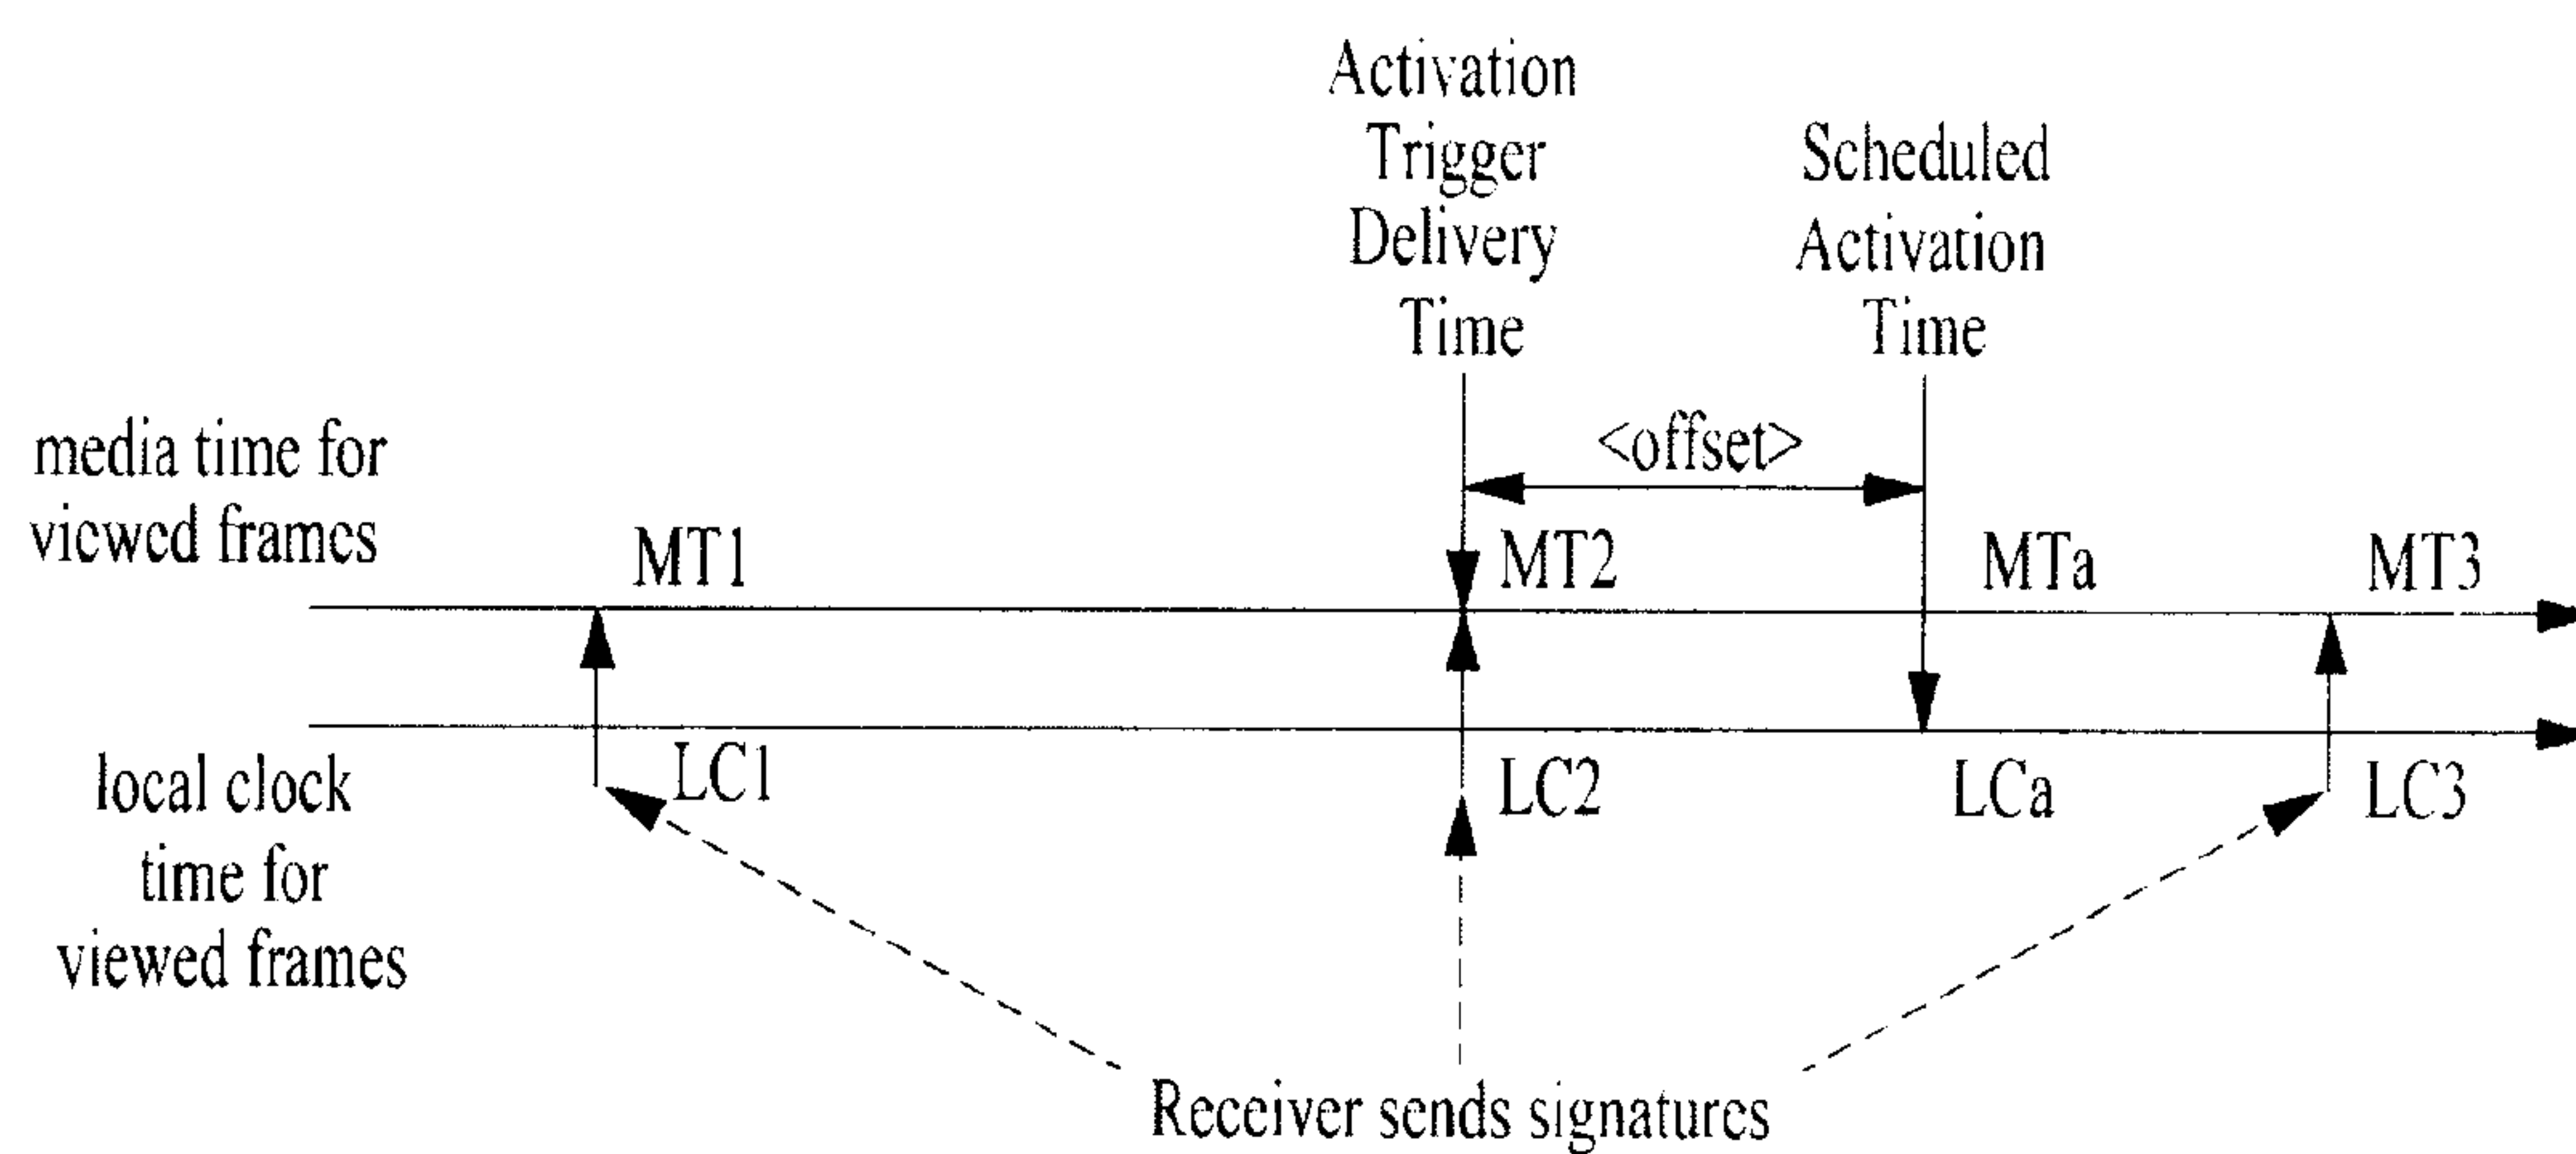 Activation
Trigger
Delivery
Time
Scheduled
Activation
Time
<offset>
media time for
viewed frames
MT1
MT2
MTa
MT3
LC1
LC2
LCa
LC3
local clock
time for
viewed frames
Receiver sends signatures